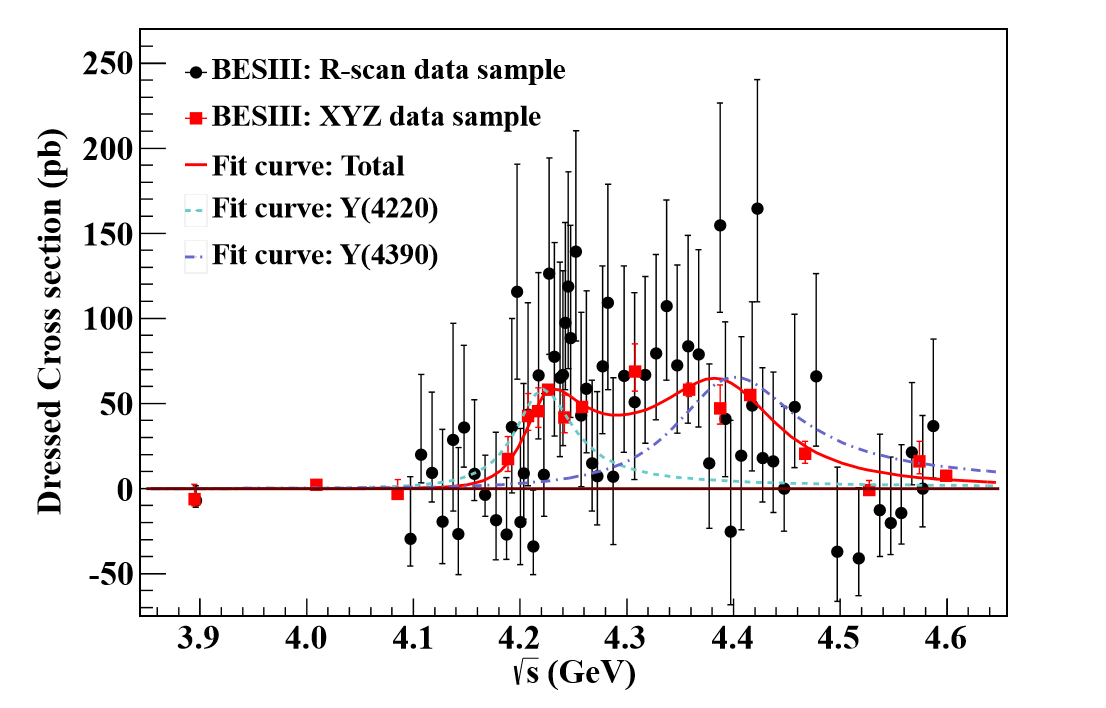 250
200
150
100
50
0
-50
Dressed Cross section (pb)
BESIII: R-scan data sample
BESIII: XYZ data sample
Fit curve: Total
Fit curve: Y(4220)
Fit curve: Y(4390)
3.9 4.0 4.1 4.2 4.3 4.4 4.5 4.6
√s (GeV)